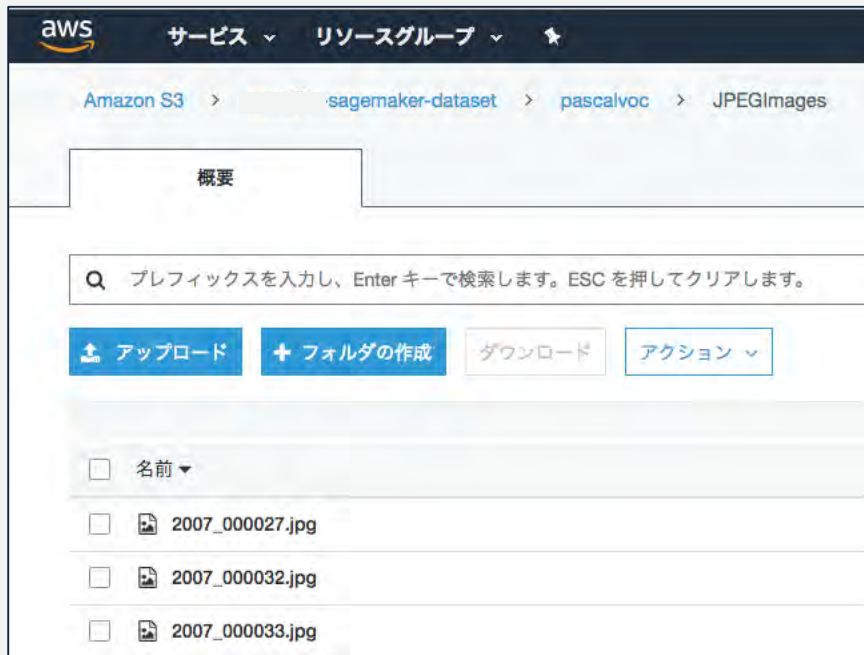 aws サービス リソースグループ
Amazon S3 > -sagemaker-dataset > pascalvoc > JPEGImages
概要
プレフィックスを入力し、Enter キーで検索します。ESC を押してクリアします。
アップロード + フォルダの作成 ダウンロード アクション
名前
2007_000027.jpg
2007_000032.jpg
2007_000033.jpg